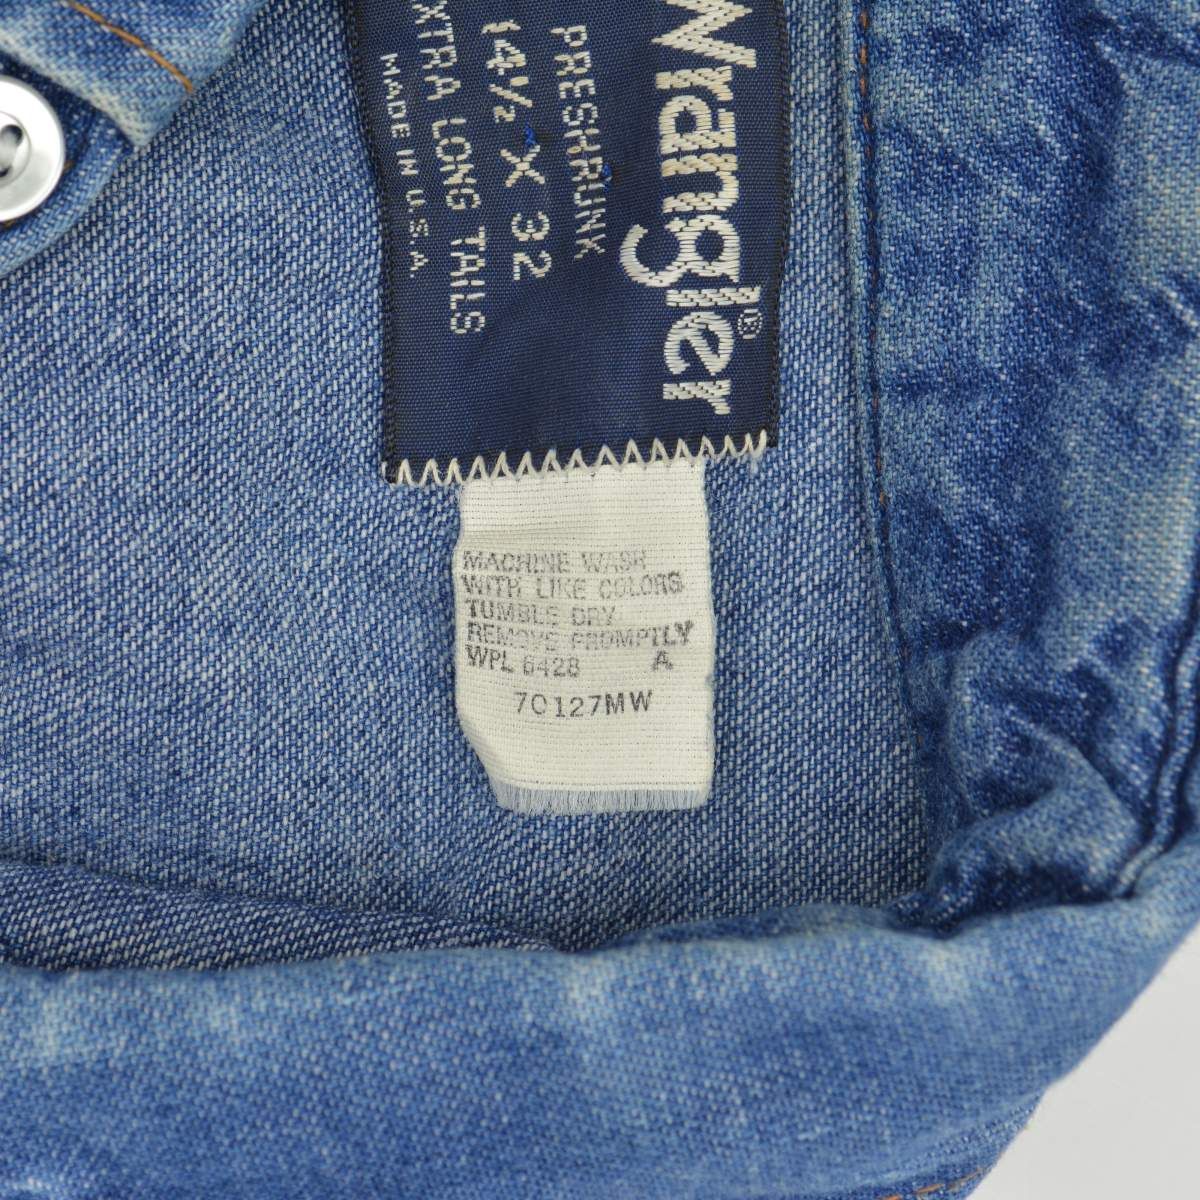 Wrangler®
PRESHRUNK
14½ X 32
EXTRA LONG TAILS
MADE IN U.S.A.
MACHINE WASH
WITH LIKE COLORS
TUMBLE DRY
REMOVE PROMPTLY
WPL 6428 A
70127MW